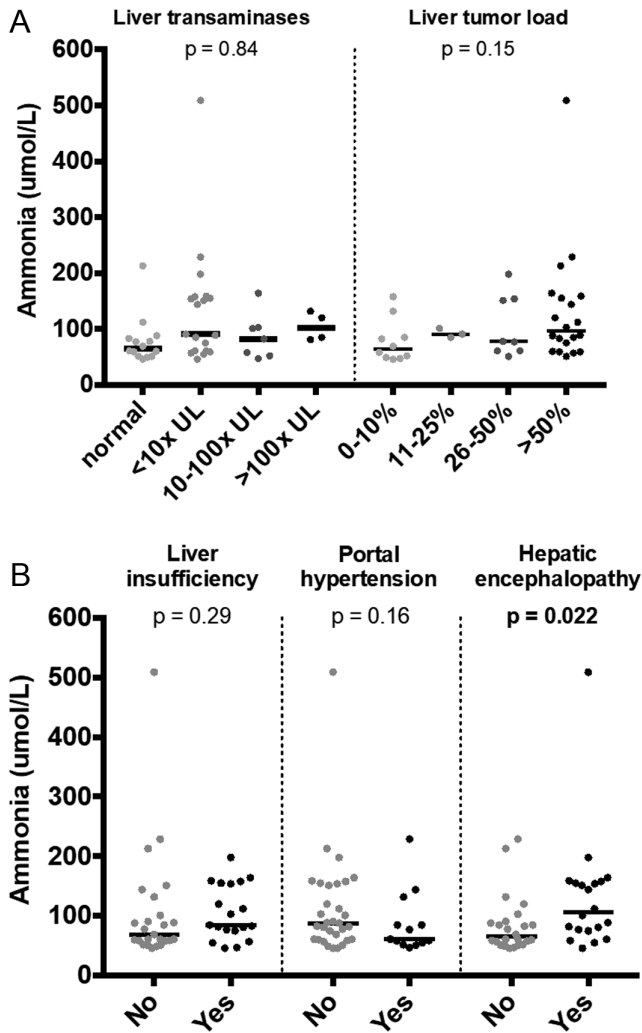 A
Liver transaminases
Liver tumor load
p = 0.84
p = 0.15
Ammonia (umol/L)
600
500
400
300
200
100
0
normal
<10x UL
10-100x UL
>100x UL
0-10%
11-25%
26-50%
>50%
B
Liver
insufficiency
Portal
hypertension
Hepatic
encephalopathy
p = 0.29
p = 0.16
p = 0.022
Ammonia (umol/L)
600
500
400
300
200
100
0
No
Yes
No
Yes
No
Yes